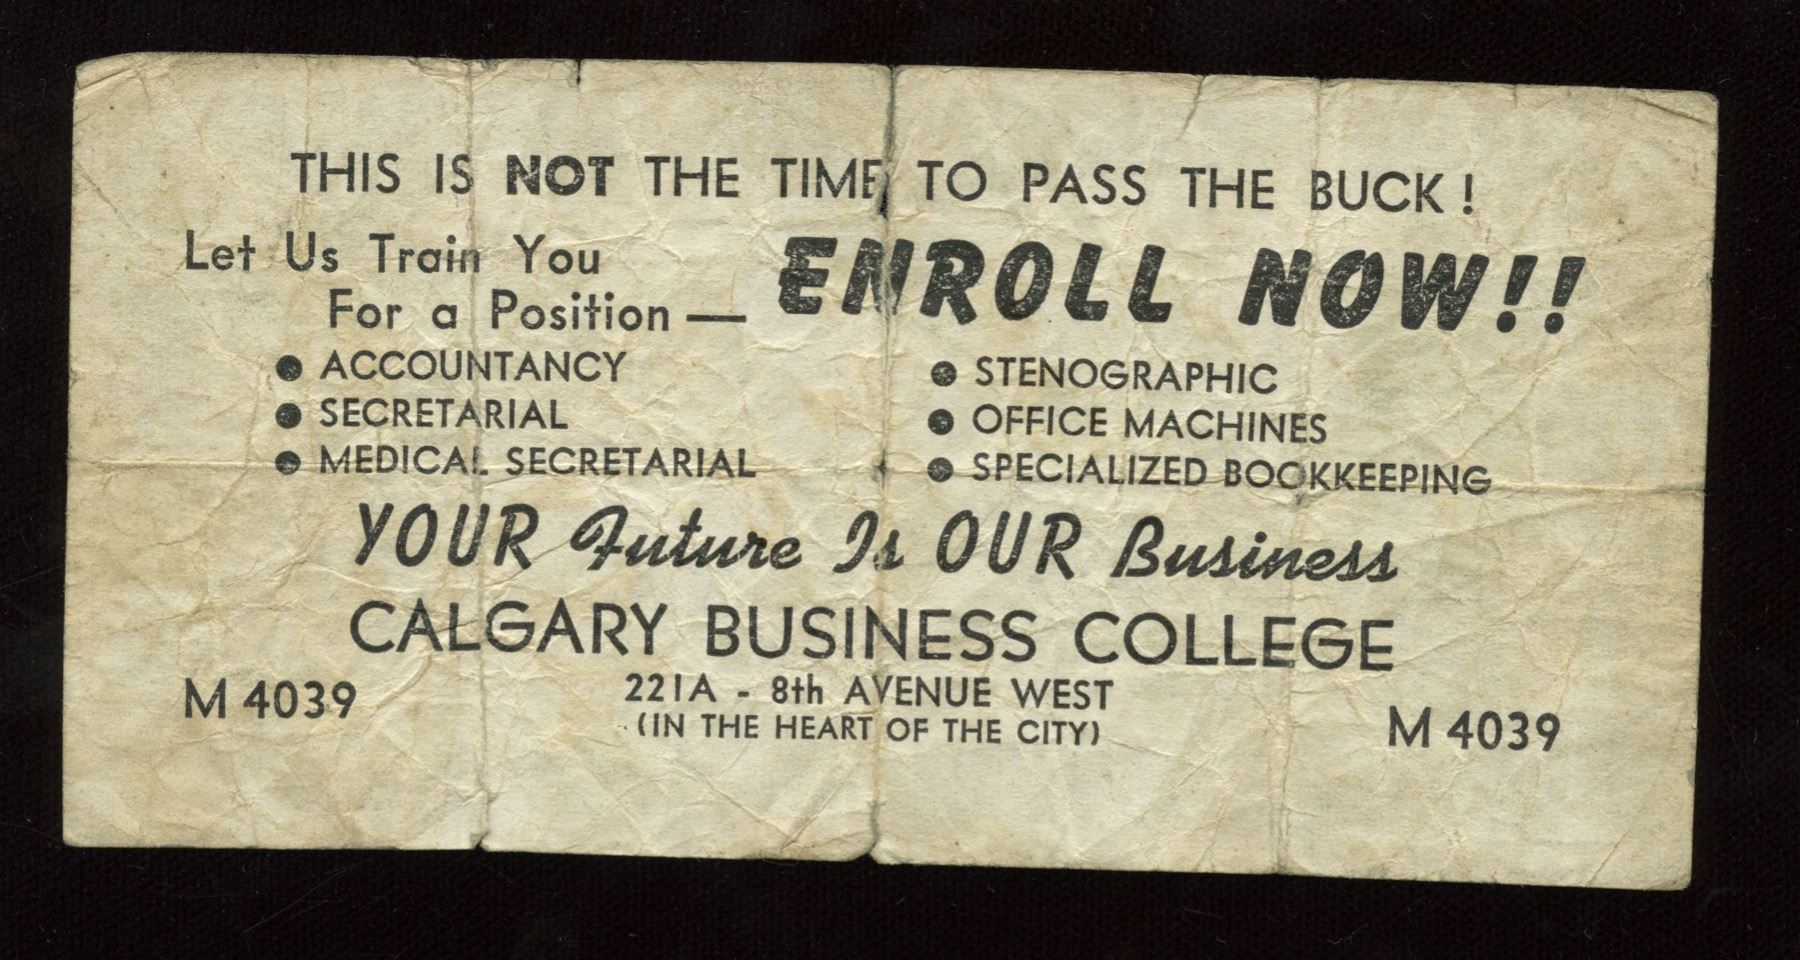 THIS IS NOT THE TIME TO PASS THE BUCK!
Let Us Train You
For a Position — ENROLL NOW!!
● ACCOUNTANCY
● SECRETARIAL
● MEDICAL SECRETARIAL
● STENOGRAPHIC
● OFFICE MACHINES
● SPECIALIZED BOOKKEEPING
YOUR Future Is OUR Business
CALGARY BUSINESS COLLEGE
M 4039
221A - 8th AVENUE WEST
(IN THE HEART OF THE CITY)
M 4039